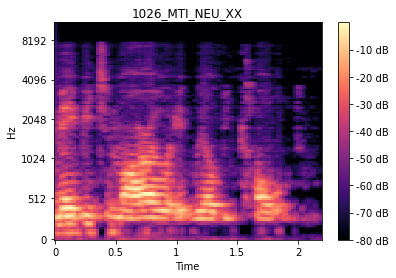 1026_MTI_NEU_XX
8192
4096
2048
1024
512
0
Hz
0
0.5
1
1.5
2
Time
-10 dB
-20 dB
-30 dB
-40 dB
-50 dB
-60 dB
-70 dB
-80 dB